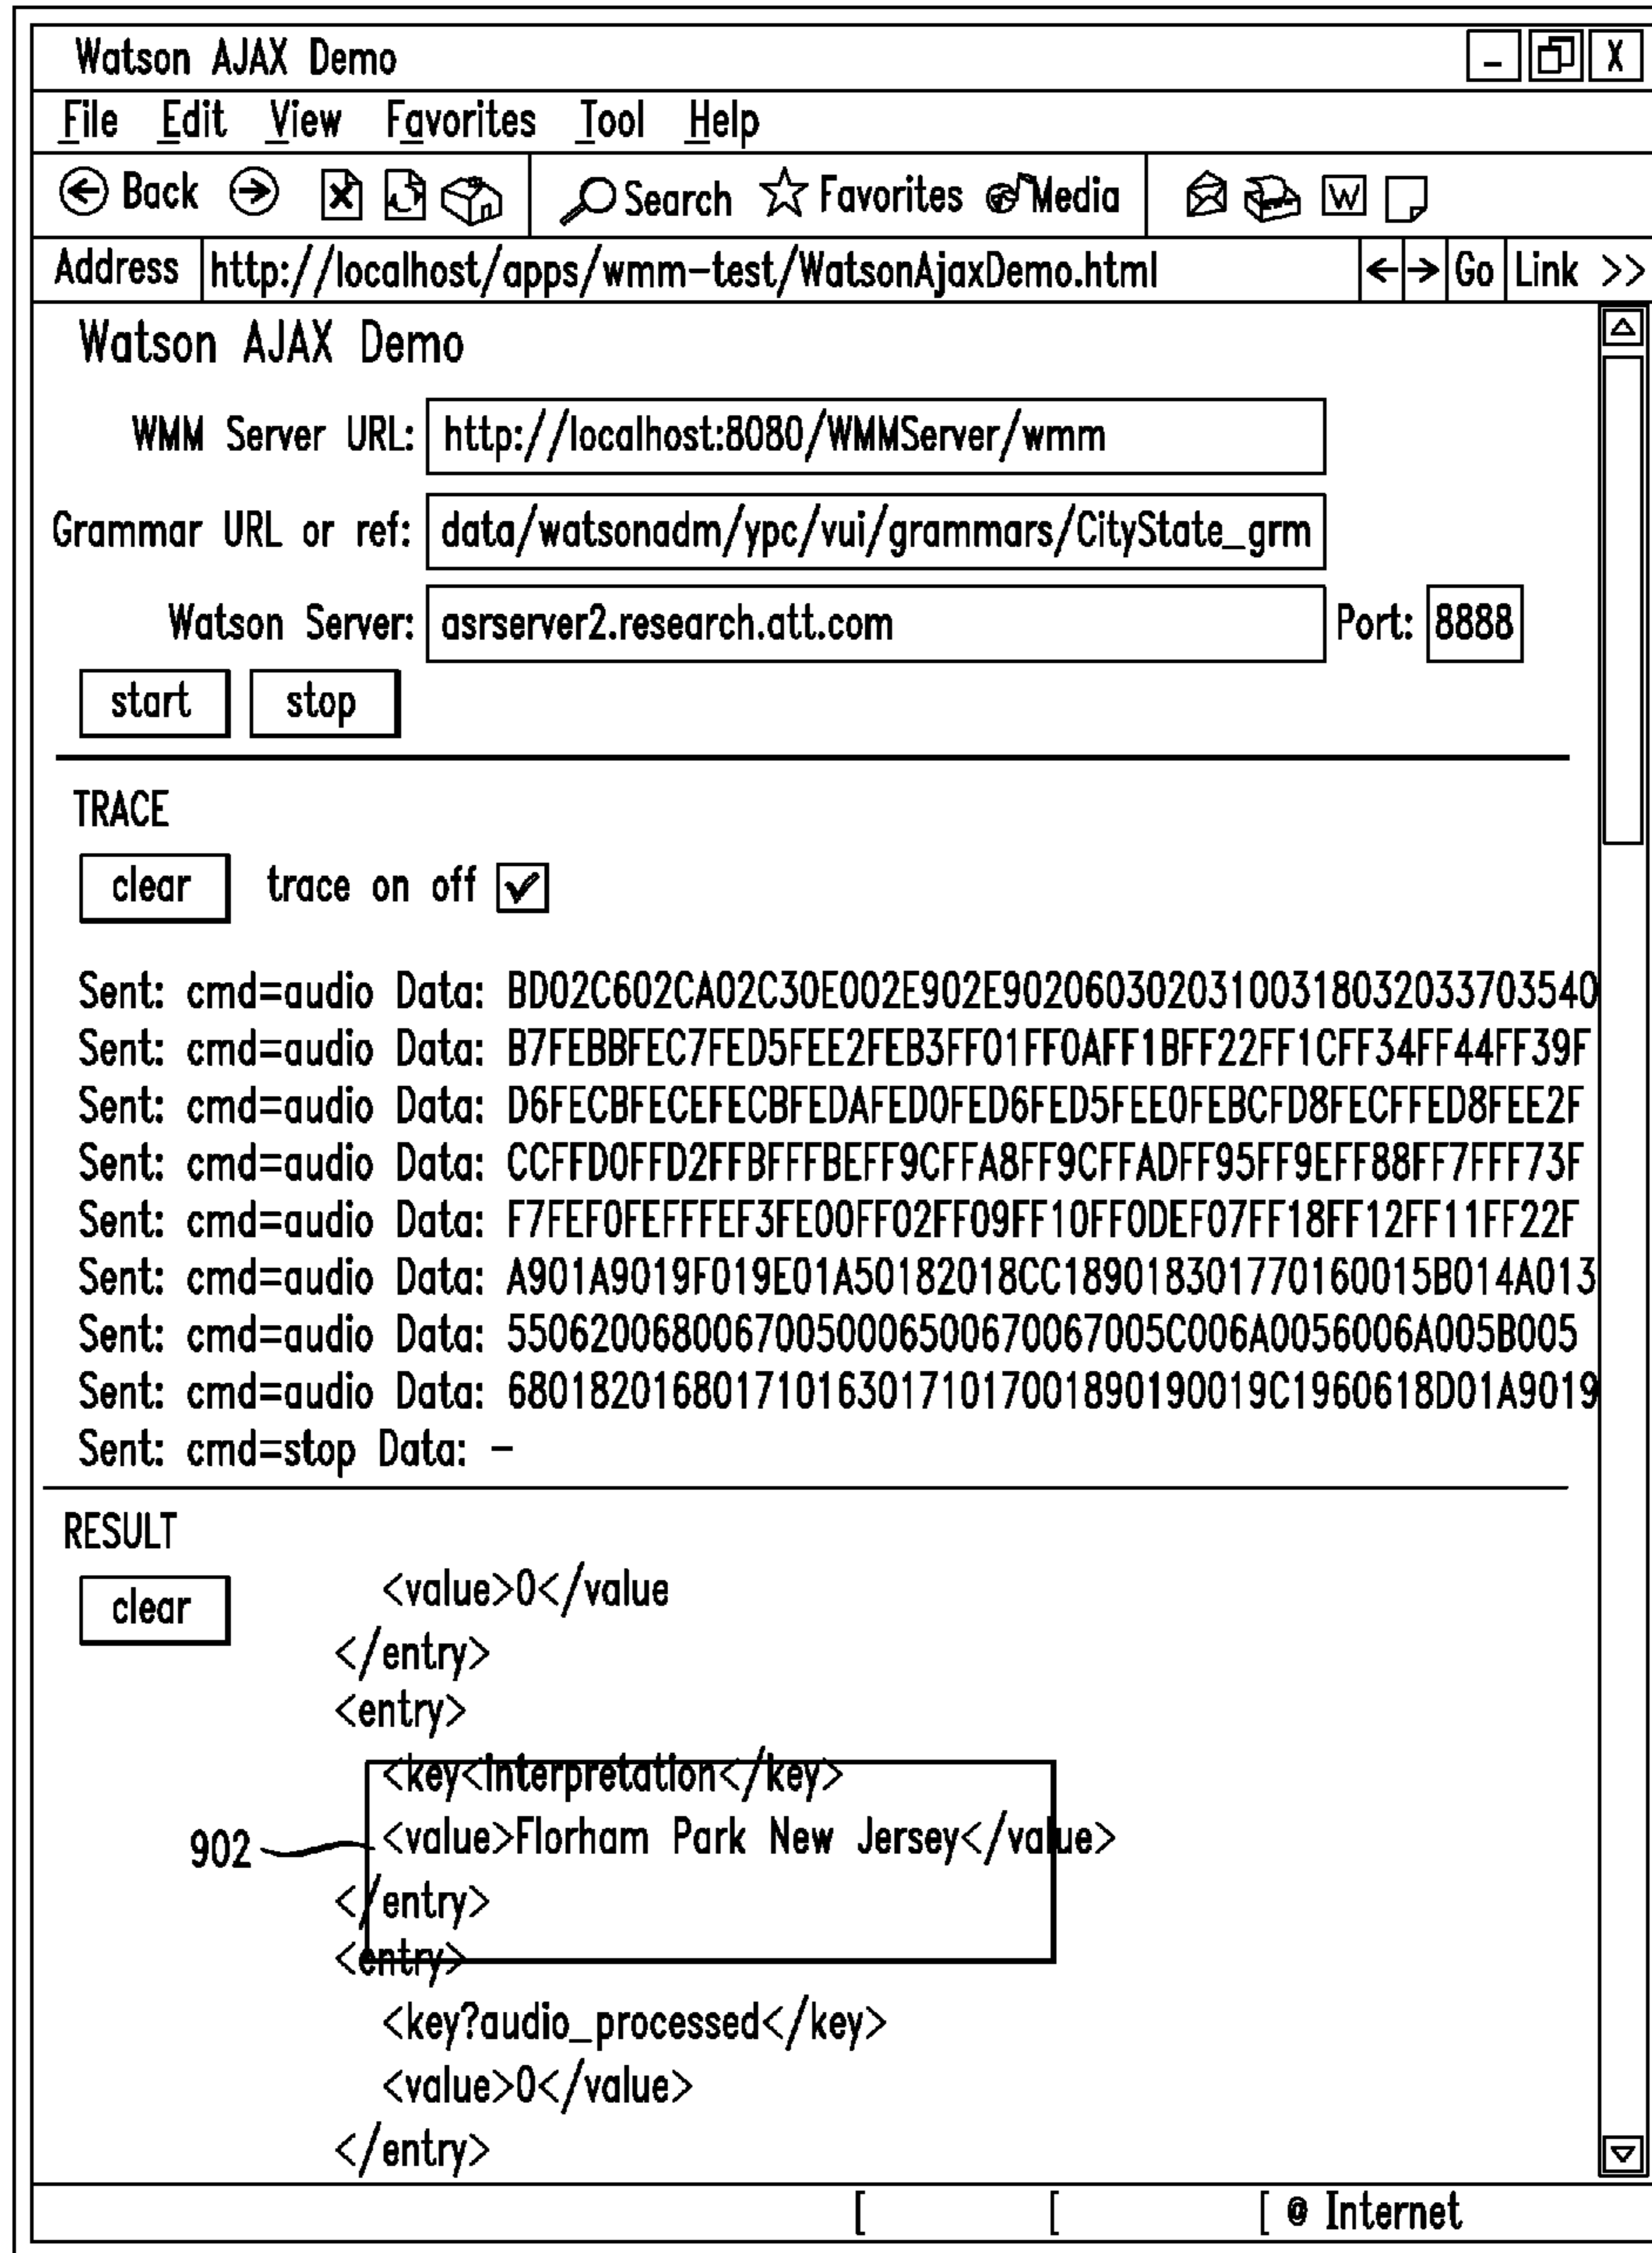 Watson AJAX Demo
X
File Edit View Favorites Tool Help
Back Search Favorites Media W
Address http://localhost/apps/wmm-test/WatsonAjaxDemo.html Go Link >>
Watson AJAX Demo
WMM Server URL: http://localhost:8080/WMMServer/wmm
Grammar URL or ref: data/watsonadm/ypc/vui/grammars/CityState_grm
Watson Server: asrserver2.research.att.com Port: 8888
start stop
TRACE
clear trace on off
Sent: cmd=audio Data: BD02C602CA02C30E002E902E90206030203100318032033703540
Sent: cmd=audio Data: B7FEBBFEC7FED5FEE2FEB3FF01FF0AFF1BFF22FF1CFF34FF44FF39F
Sent: cmd=audio Data: D6FECBFECEFECBFEDAFED0FED6FED5FEE0FEBCFD8FECFFED8FEE2F
Sent: cmd=audio Data: CCFFD0FFD2FFBFFFBEFF9CFFA8FF9CFFADFF95FF9EFF88FF7FFF73F
Sent: cmd=audio Data: F7FEF0FEFFFEF3FE00FF02FF09FF10FF0DEF07FF18FF12FF11FF22F
Sent: cmd=audio Data: A901A9019F019E01A50182018CC189018301770160015B014A013
Sent: cmd=audio Data: 55062006800670050006500670067005C006A0056006A005B005
Sent: cmd=audio Data: 68018201680171016301710170018901 90019C1960618D01A9019
Sent: cmd=stop Data: –
RESULT
clear
<value>0</value
</entry>
<entry>
<key<interpretation</key>
902 <value>Florham Park New Jersey</value>
</entry>
<entry>
<key?audio_processed</key>
<value>0</value>
</entry>
[ [ [ @ Internet